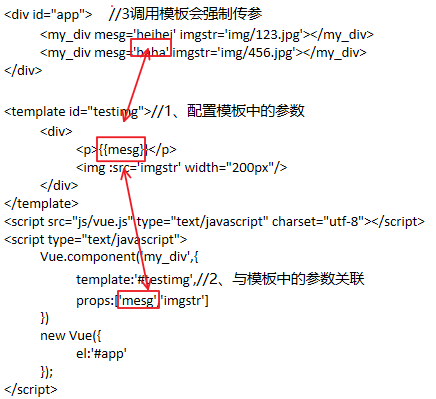 <div id="app">    //3调用模板会强制传参
<my_div mesg='heihei' imgstr='img/123.jpg'></my_div>
<my_div mesg='haha' imgstr='img/456.jpg'></my_div>
</div>
<template id="testimg">//1、配置模板中的参数
<div>
<p>{{mesg}}</p>
<img :src='imgstr' width="200px"/>
</div>
</template>
<script src="js/vue.js" type="text/javascript" charset="utf-8"></script>
<script type="text/javascript">
Vue.component('my_div',{
template:'#testimg',//2、与模板中的参数关联
props:['mesg','imgstr']
})
new Vue({
el:'#app'
});
</script>